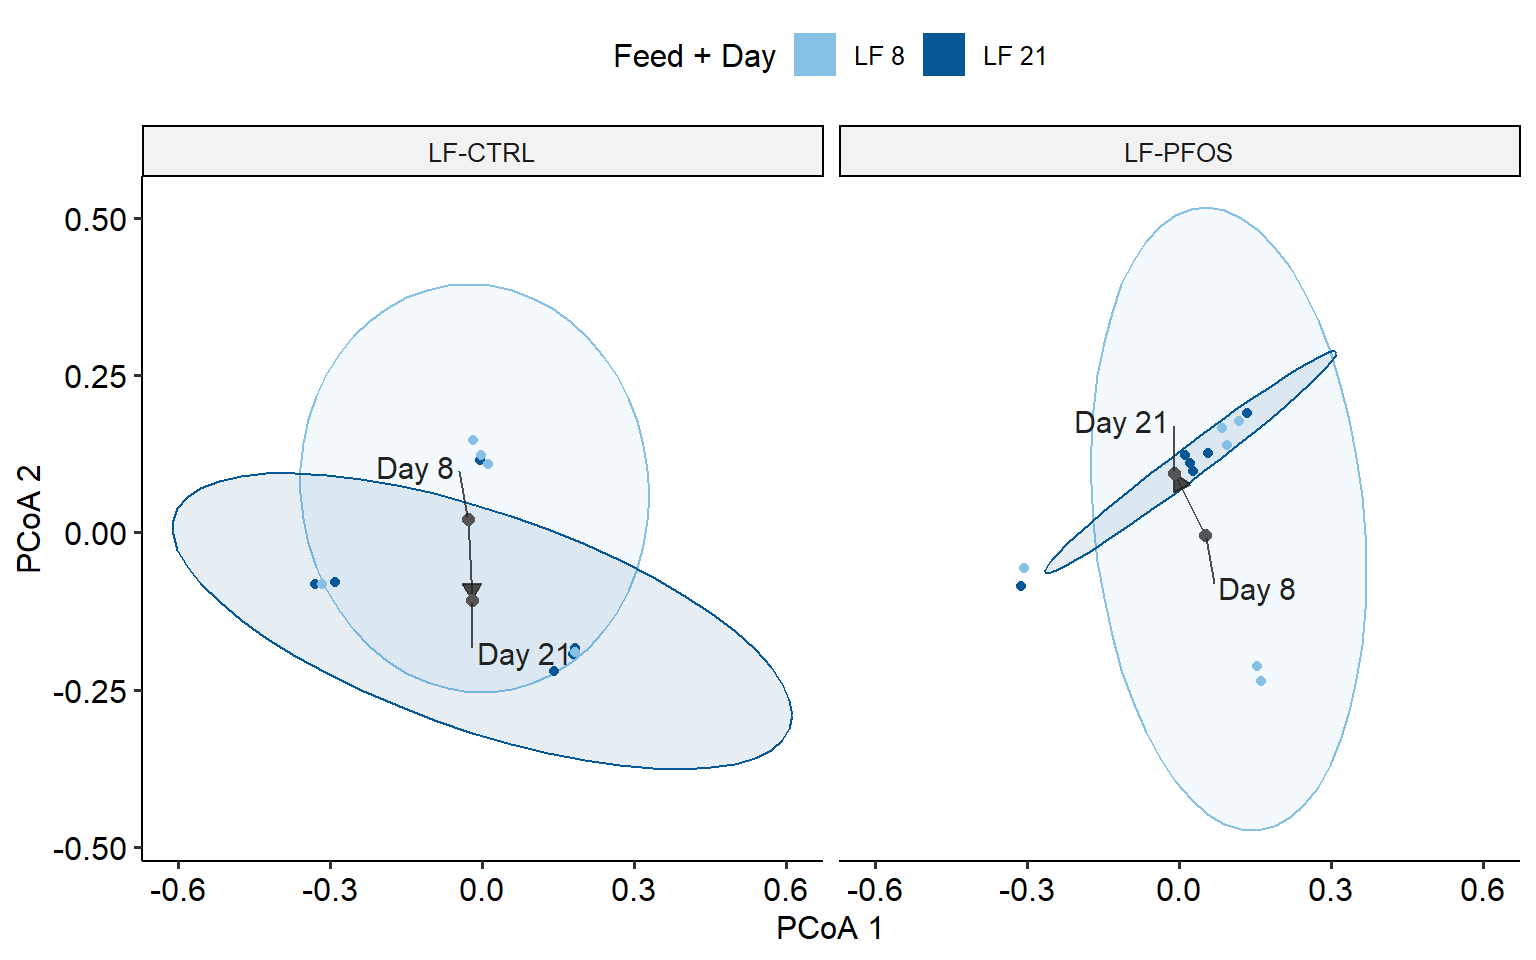 Feed + Day LF 8 LF 21
LF-CTRL LF-PFOS
0.50
0.25
0.00
-0.25
-0.50
PCoA 2
Day 8
Day 21
Day 21
Day 8
-0.6 -0.3 0.0 0.3 0.6 -0.6 -0.3 0.0 0.3 0.6
PCoA 1